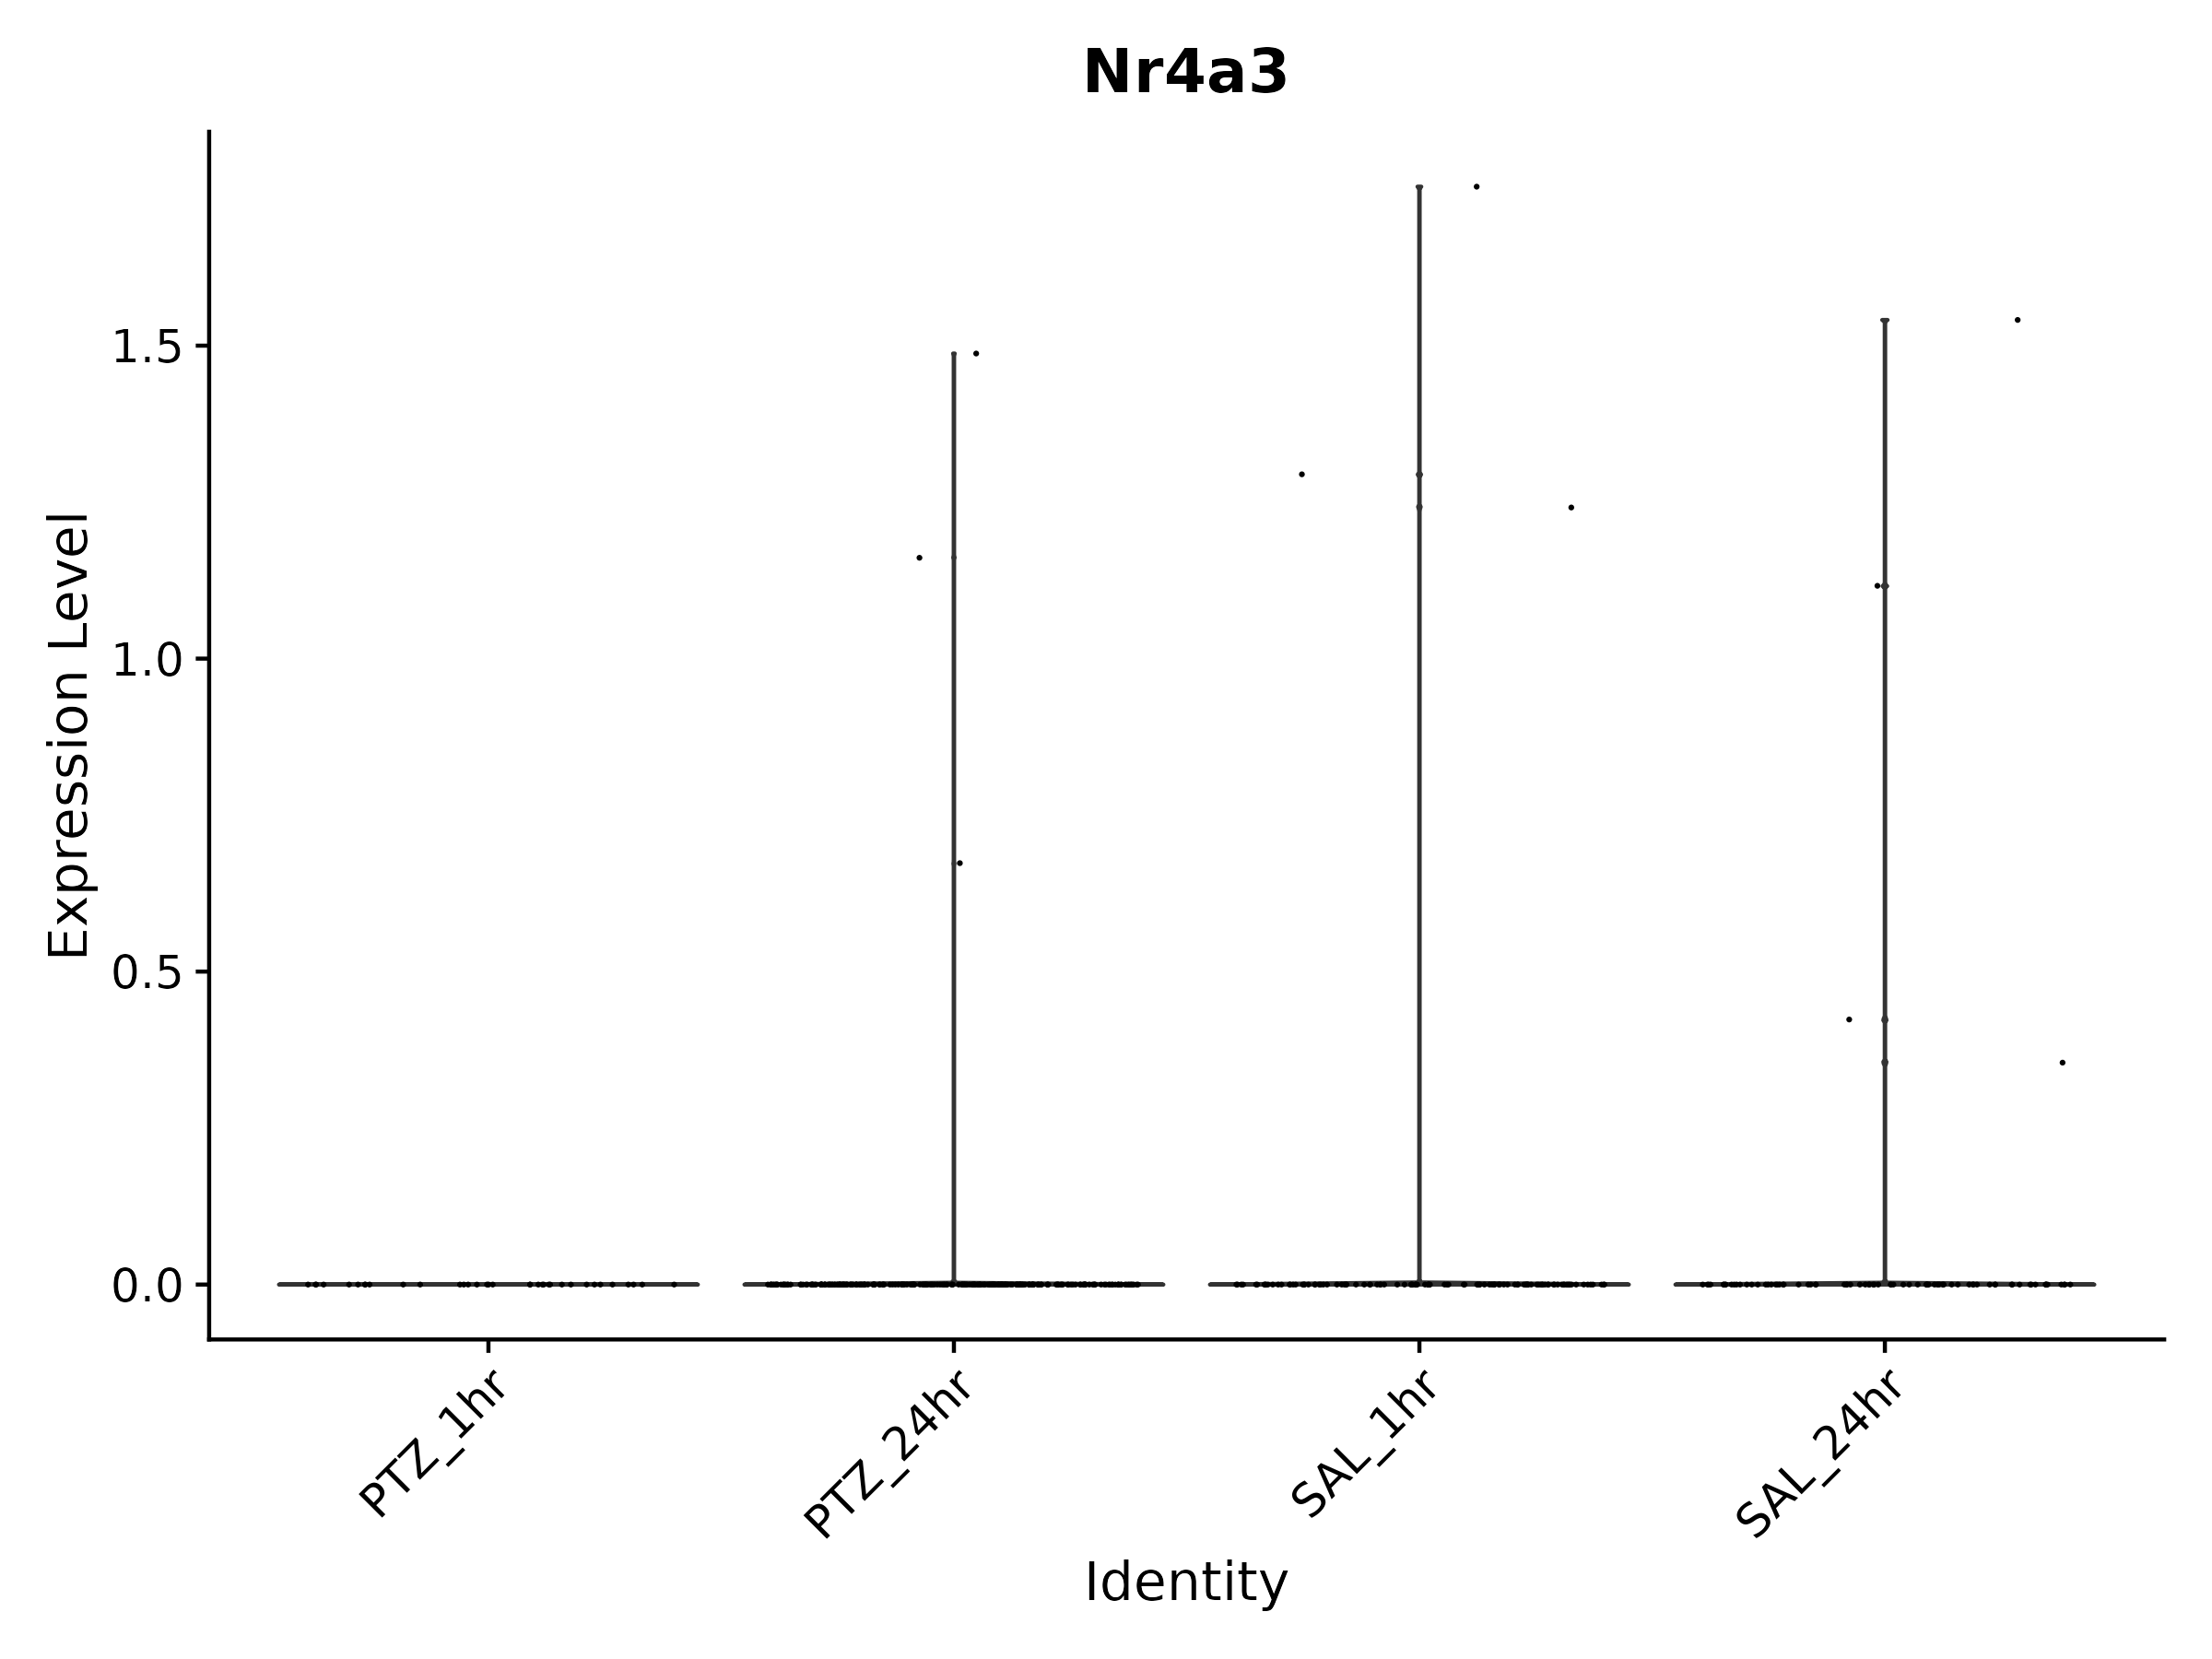 Nr4a3
Expression Level
1.5
1.0
0.5
0.0
PTZ_1hr
PTZ_24hr
SAL_1hr
SAL_24hr
Identity